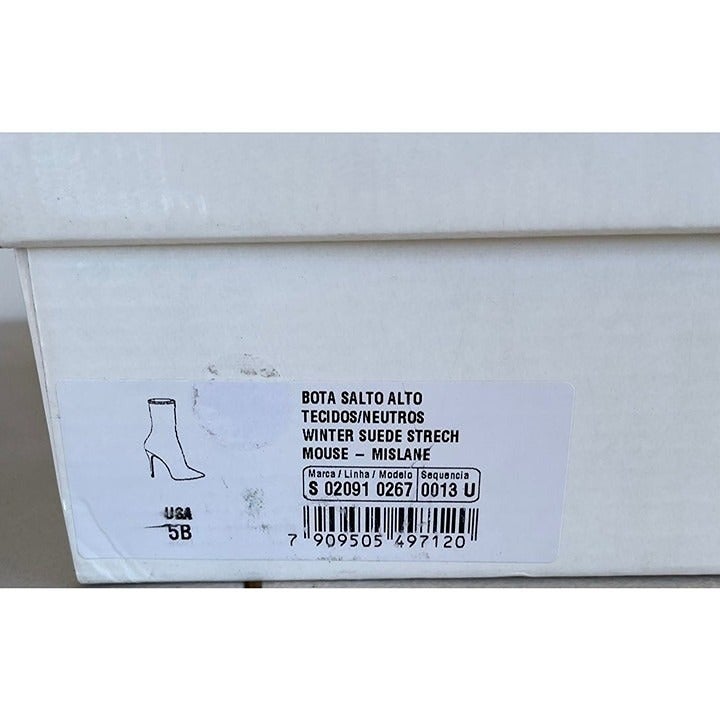 BOTA SALTO ALTO
TECIDOS/NEUTROS
WINTER SUEDE STRECH
MOUSE – MISLANE
Marca / Linha / Modelo Sequencia
S 02091 0267 0013 U
USA
5B
7 909505 497120